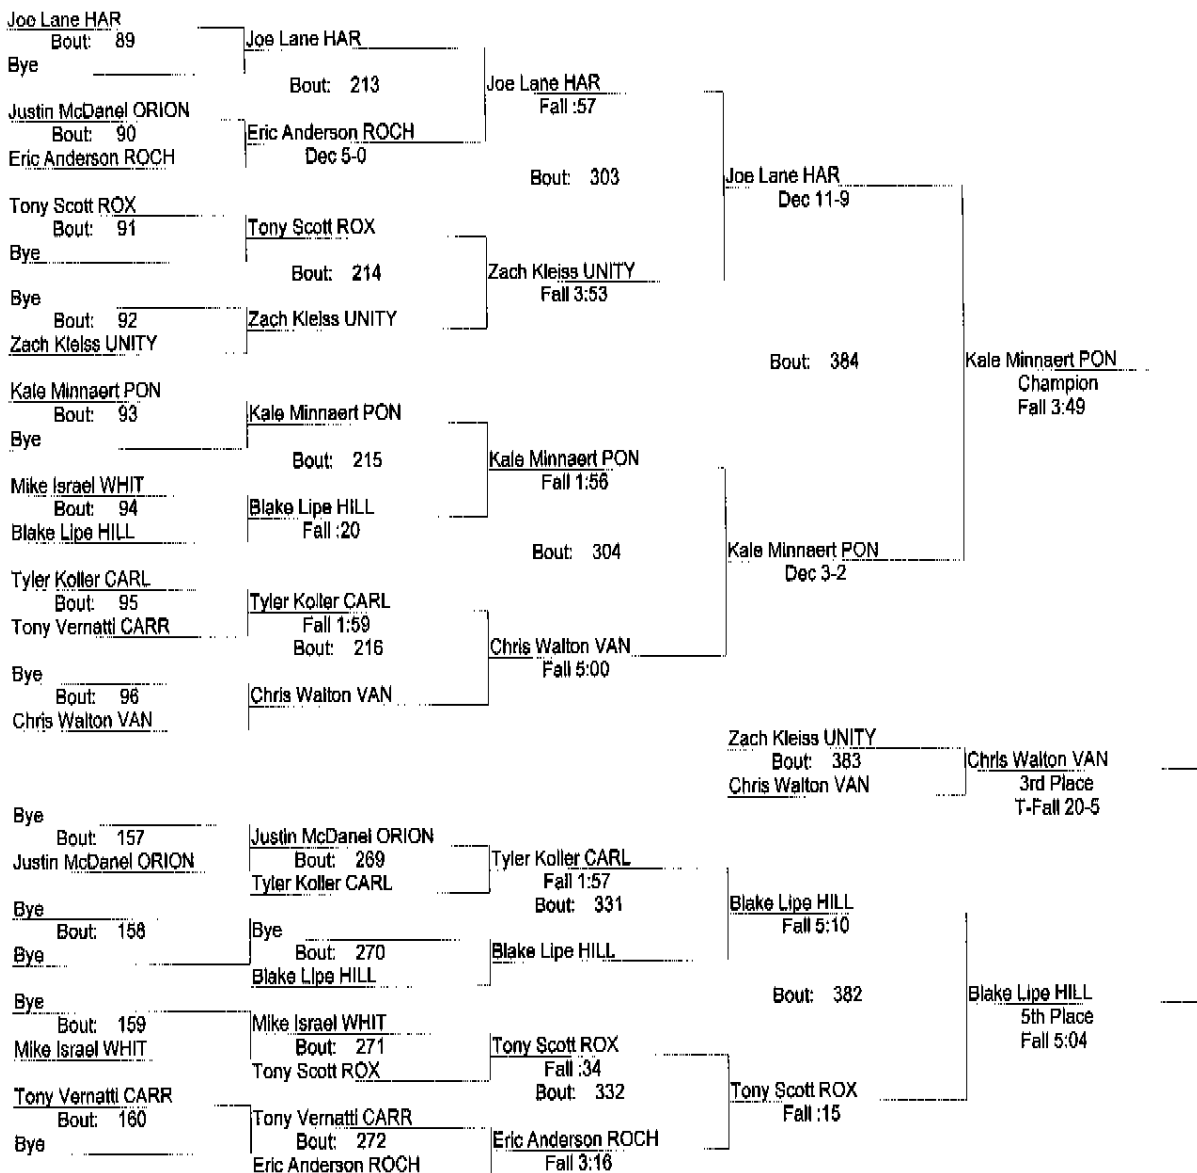 Joe Lane HAR
Bout: 89
Bye
Joe Lane HAR
Bout: 213
Justin McDanel ORION
Bout: 90
Eric Anderson ROCH
Eric Anderson ROCH
Dec 5-0
Joe Lane HAR
Fall :57
Bout: 303
Tony Scott ROX
Bout: 91
Bye
Tony Scott ROX
Bout: 214
Bye
Bout: 92
Zach Kleiss UNITY
Zach Kleiss UNITY
Zach Kleiss UNITY
Fall 3:53
Joe Lane HAR
Dec 11-9
Bout: 384
Kale Minnaert PON
Champion
Fall 3:49
Kale Minnaert PON
Bout: 93
Bye
Kale Minnaert PON
Bout: 215
Mike Israel WHIT
Bout: 94
Blake Lipe HILL
Blake Lipe HILL
Fall :20
Kale Minnaert PON
Fall 1:56
Bout: 304
Kale Minnaert PON
Dec 3-2
Tyler Koller CARL
Bout: 95
Tony Vernatti CARR
Tyler Koller CARL
Fall 1:59
Bout: 216
Bye
Bout: 96
Chris Walton VAN
Chris Walton VAN
Chris Walton VAN
Fall 5:00
Zach Kleiss UNITY
Bout: 383
Chris Walton VAN
Chris Walton VAN
3rd Place
T-Fall 20-5
Bye
Bout: 157
Justin McDanel ORION
Justin McDanel ORION
Bout: 269
Tyler Koller CARL
Tyler Koller CARL
Fall 1:57
Bout: 331
Bye
Bout: 158
Bye
Bye
Bout: 270
Blake Lipe HILL
Blake Lipe HILL
Blake Lipe HILL
Fall 5:10
Bout: 382
Blake Lipe HILL
5th Place
Fall 5:04
Bye
Bout: 159
Mike Israel WHIT
Mike Israel WHIT
Bout: 271
Tony Scott ROX
Tony Scott ROX
Fall :34
Bout: 332
Tony Scott ROX
Fall :15
Tony Vernatti CARR
Bout: 160
Bye
Tony Vernatti CARR
Bout: 272
Eric Anderson ROCH
Eric Anderson ROCH
Fall 3:16